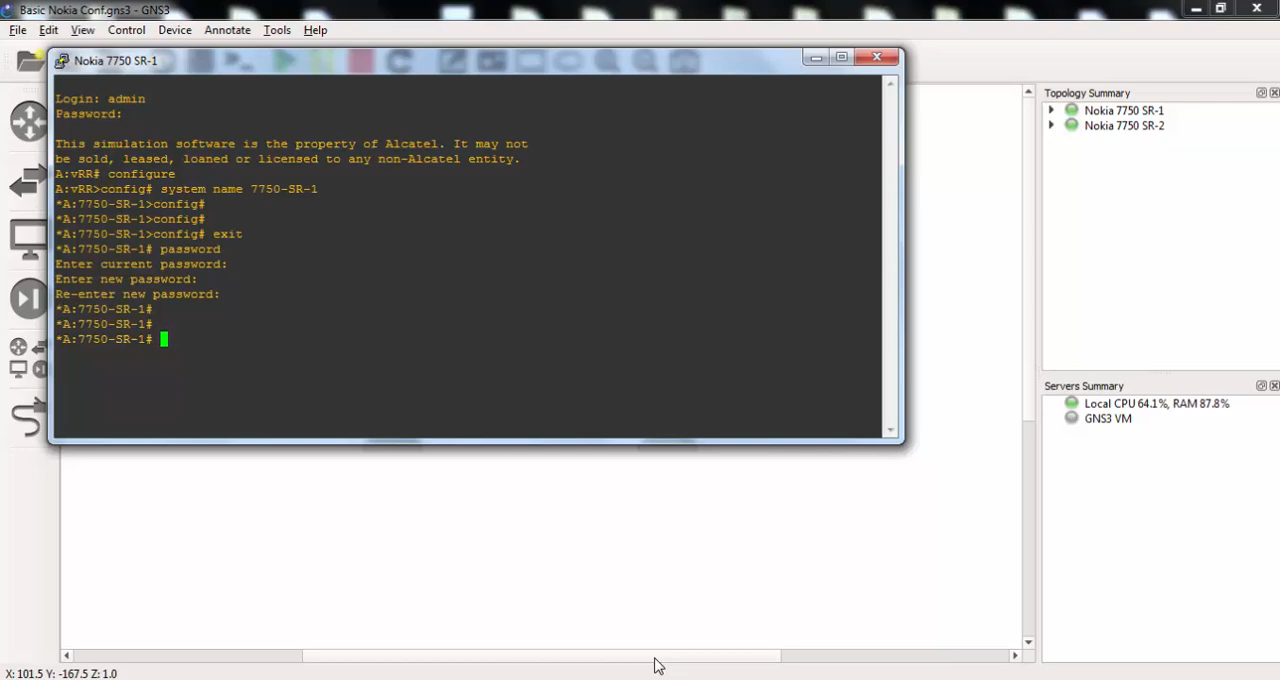 Basic Nokia Conf.gns3 - GNS3
File Edit View Control Device Annotate Tools Help
Nokia 7750 SR-1
Login: admin
Password:
This simulation software is the property of Alcatel. It may not
be sold, leased, loaned or licensed to any non-Alcatel entity.
A:vRR# configure
A:vRR>config# system name 7750-SR-1
*A:7750-SR-1>config#
*A:7750-SR-1>config#
*A:7750-SR-1>config# exit
*A:7750-SR-1# password
Enter current password:
Enter new password:
Re-enter new password:
*A:7750-SR-1#
*A:7750-SR-1#
*A:7750-SR-1#
Topology Summary
Nokia 7750 SR-1
Nokia 7750 SR-2
Servers Summary
Local CPU 64.1%, RAM 87.8%
GNS3 VM
X: 101.5 Y: -167.5 Z: 1.0